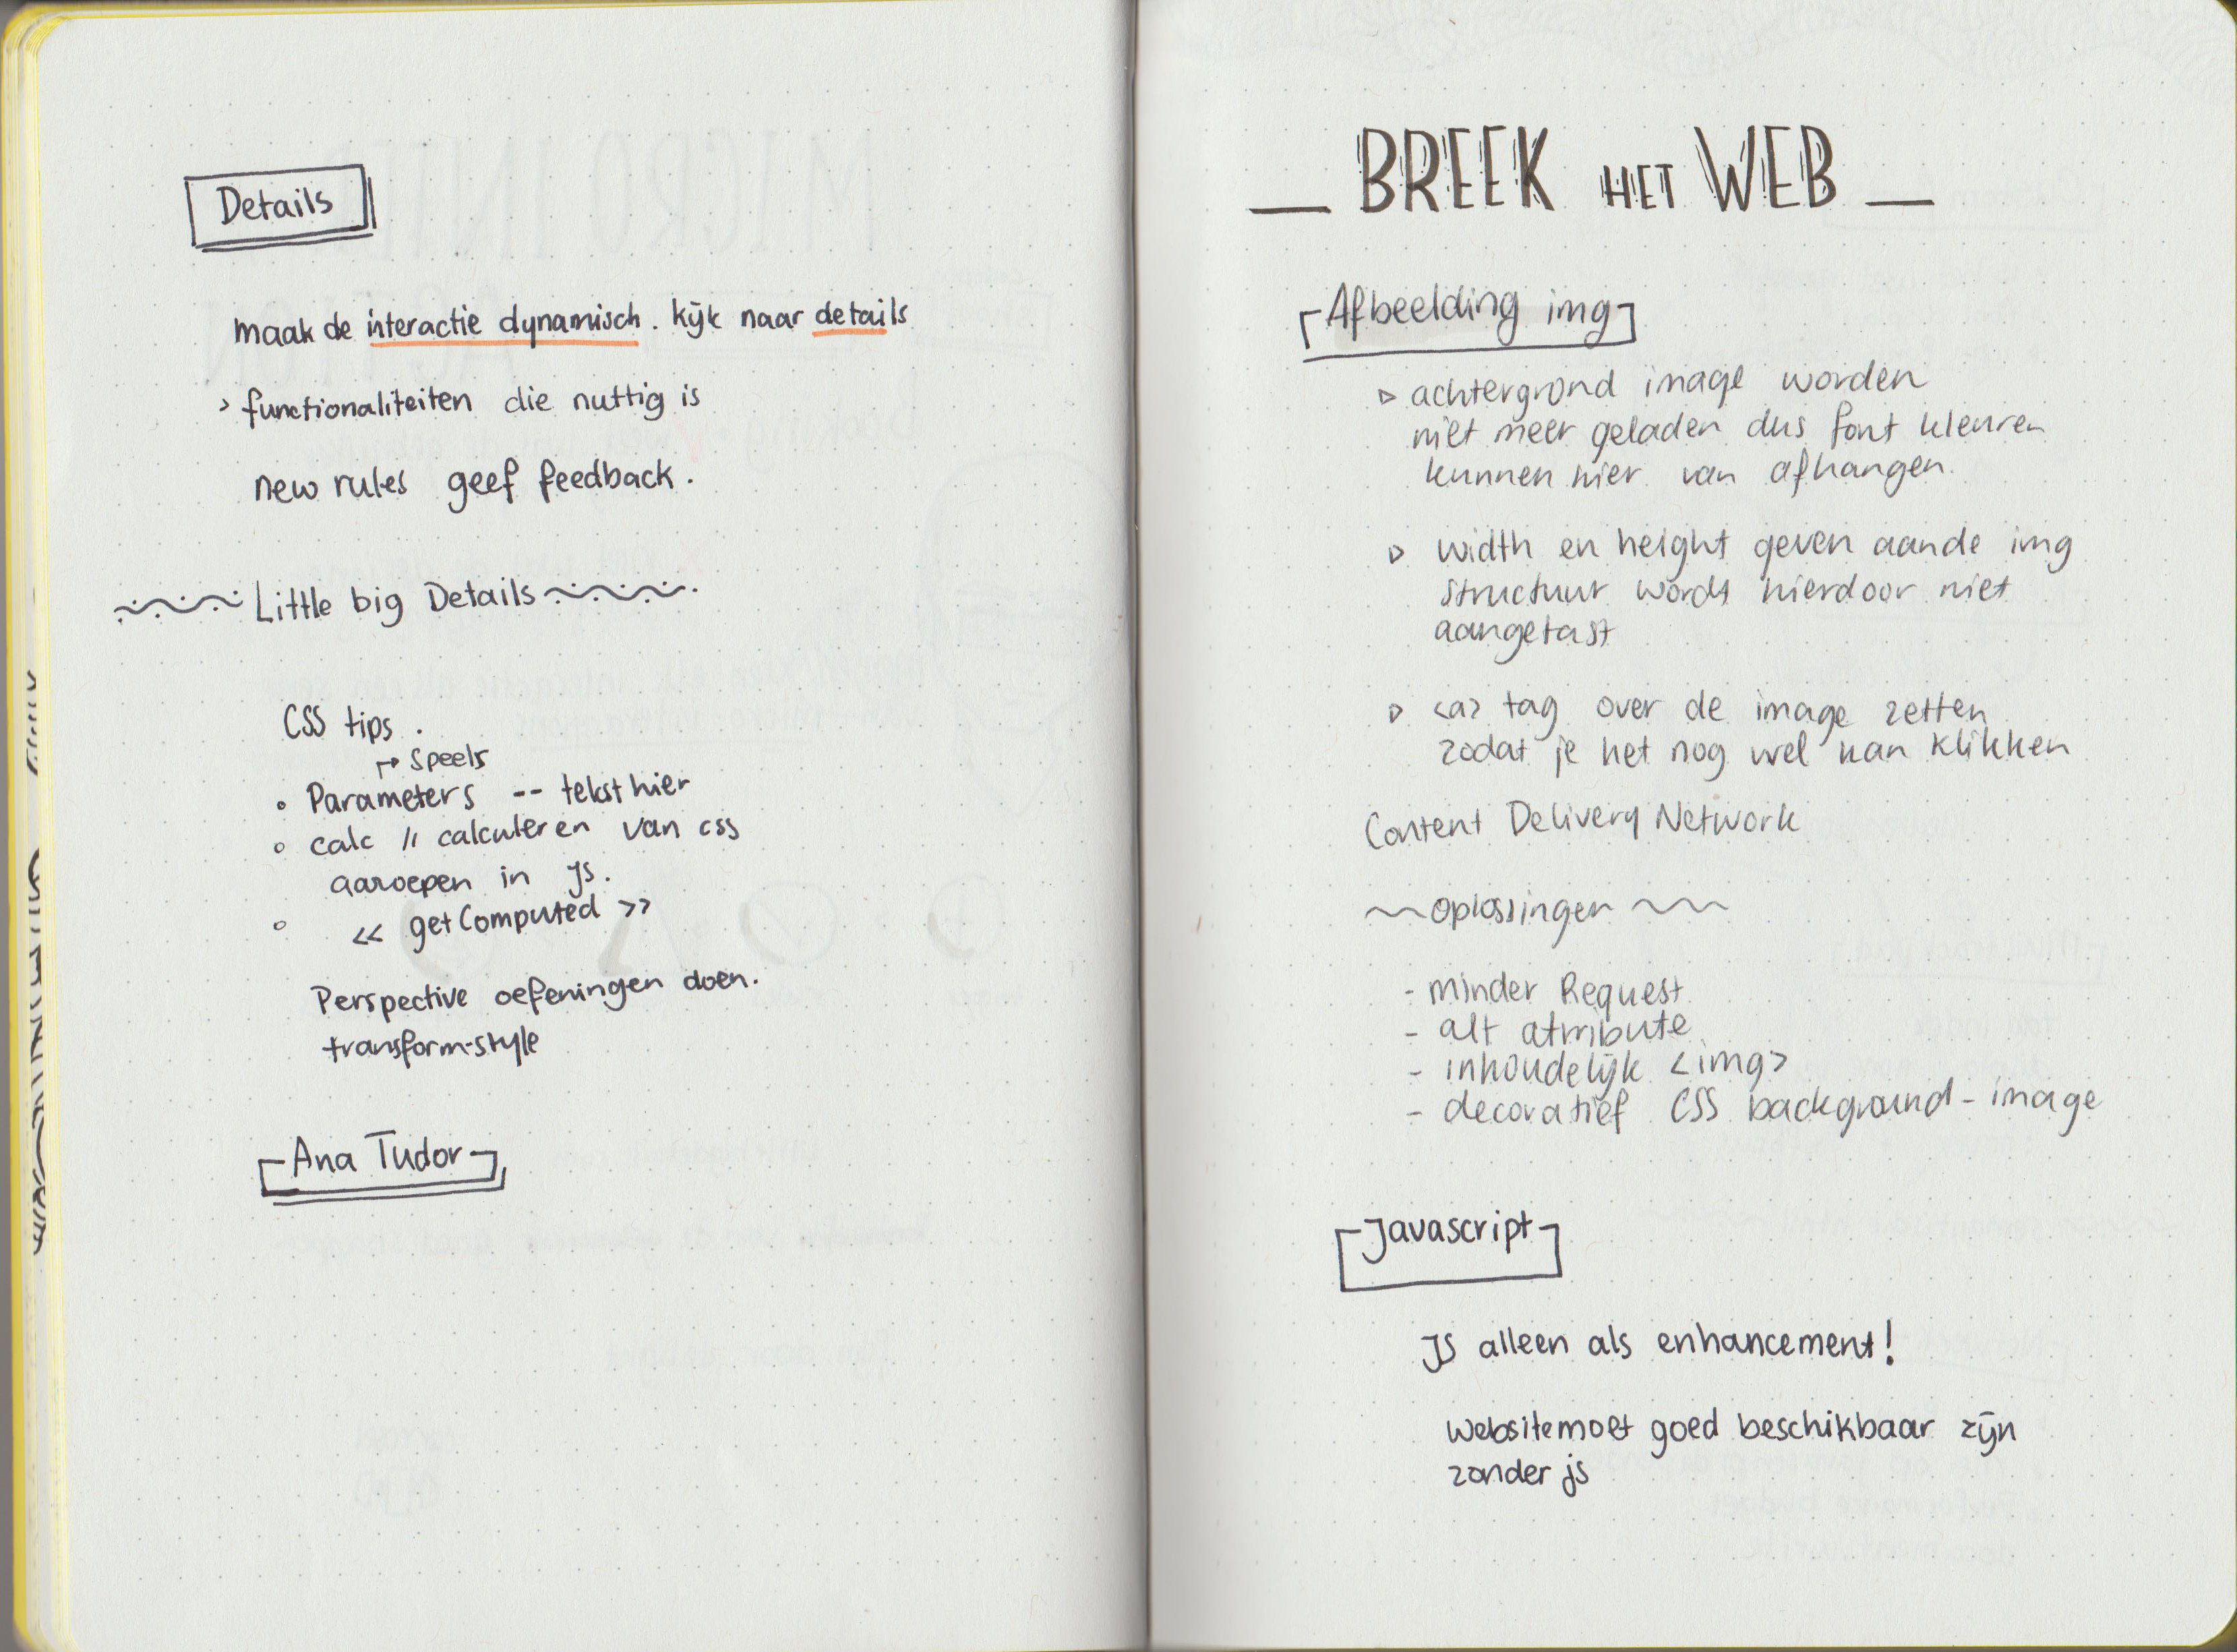 Details
maak de interactie dynamisch. kijk naar details
> functionaliteiten die nuttig is
new rules geef feedback.
Little big Details
CSS tips.
↱ speels
• Parameters -- tekst hier
◦ calc // calculeren van css
aaroepen in js.
◦ << getComputed >>
Perspective oefeningen doen.
transform-style
Ana Tudor
_ BREEK HET WEB _
Afbeelding img
▹ achtergrond image worden
niet meer geladen dus font kleuren
kunnen hier van afhangen.
▹ width en height geven aan de img
structuur wordt hierdoor niet
aangetast
▹ <a> tag over de image zetten
zodat je het nog wel kan klikken
Content Delivery Network
~~ Oplossingen ~~
- minder Request
- alt attribute
- inhoudelijk <img>
- decoratief CSS background-image
Javascript
JS alleen als enhancement!
website moet goed beschikbaar zijn
zonder js